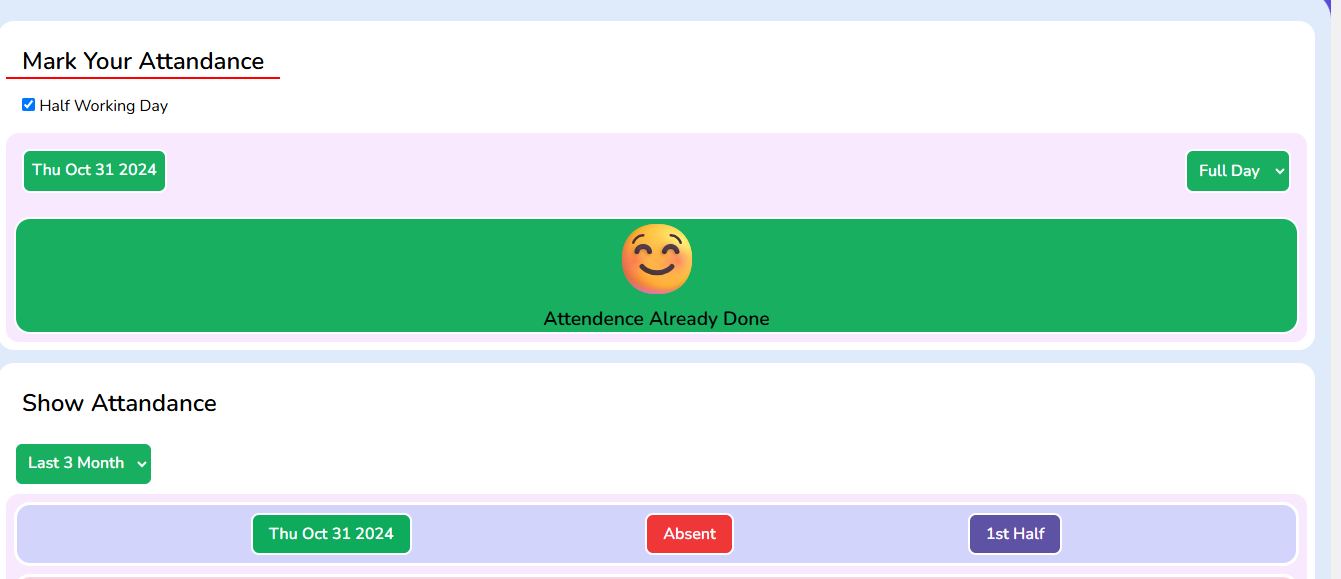 Mark Your Attandance
Half Working Day
Thu Oct 31 2024 Full Day
Attendence Already Done
Show Attandance
Last 3 Month
Thu Oct 31 2024 Absent 1st Half